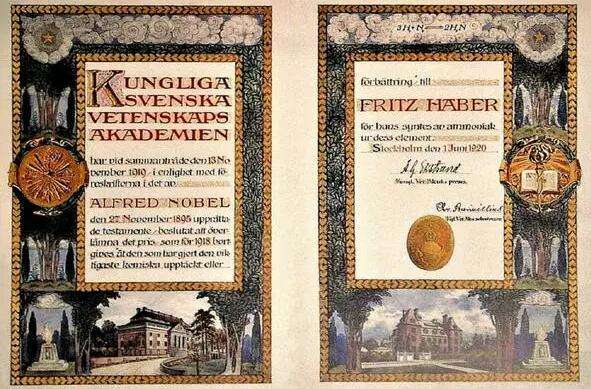 KUNGLIGA
SVENSKA
VETENSKAPS
AKADEMIEN
har vid sammanträde den 13 No
vember 1919 i enlighet med fö
reskrifterna i det av
ALFRED NOBEL
den 27 November 1895 upprätta
de testamente beslutat att över
lämna det pris som för 1918 bort
givas åt den som har gjort den vik
tigaste kemiska upptäckt eller
förbättring till
FRITZ HABER
för hans syntes av ammoniak
ur dess element
Stockholm den 1 Juni 1920